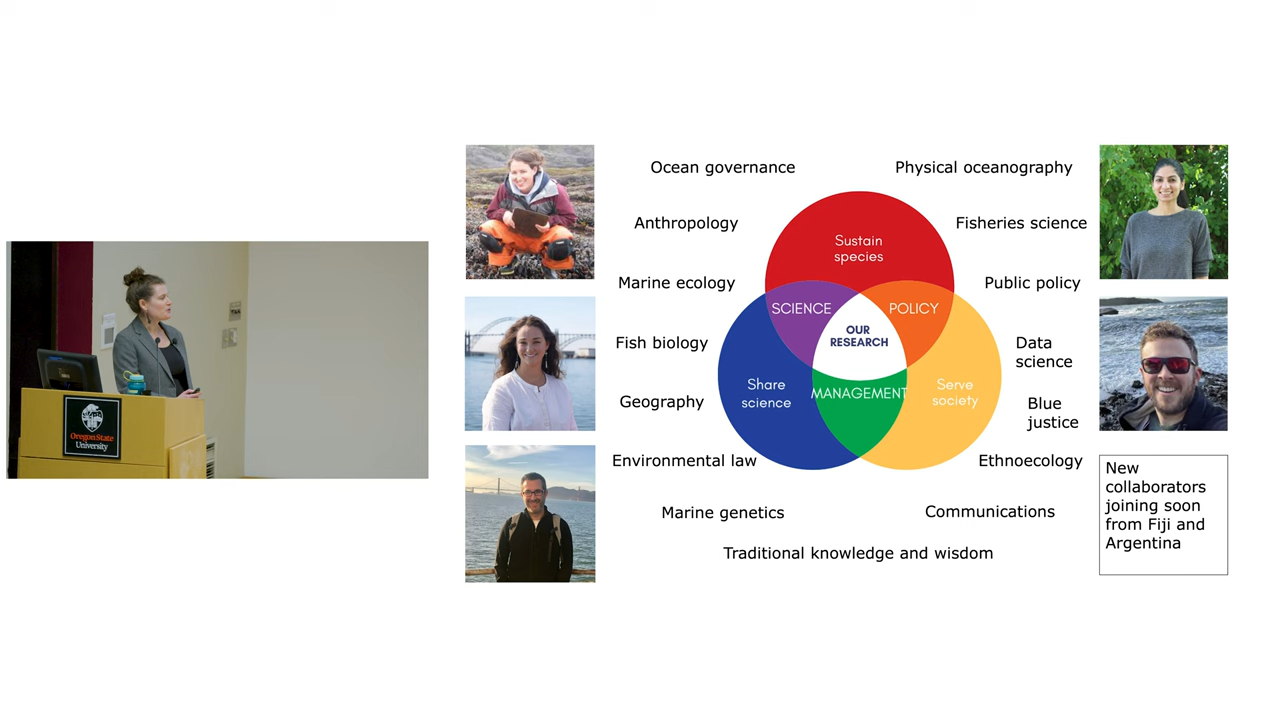 Ocean governance
Physical oceanography
Anthropology
Fisheries science
Sustain
species
Marine ecology
Public policy
SCIENCE
POLICY
OUR
RESEARCH
Fish biology
Data
science
Share
science
MANAGEMENT
Serve
society
Geography
Blue
justice
Environmental law
Ethnoecology
Marine genetics
Communications
Traditional knowledge and wisdom
New
collaborators
joining soon
from Fiji and
Argentina
Oregon State
University